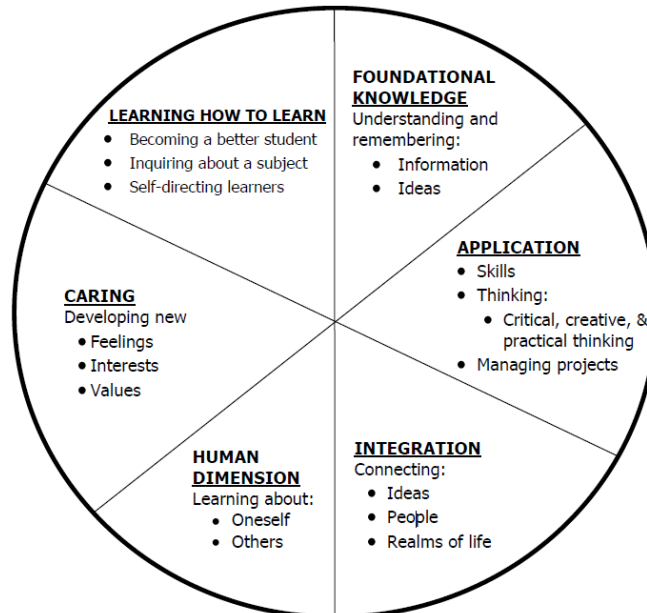 FOUNDATIONAL
KNOWLEDGE
Understanding and
remembering:
• Information
• Ideas
APPLICATION
• Skills
• Thinking:
• Critical, creative, &
practical thinking
• Managing projects
INTEGRATION
Connecting:
• Ideas
• People
• Realms of life
HUMAN
DIMENSION
Learning about:
• Oneself
• Others
CARING
Developing new
• Feelings
• Interests
• Values
LEARNING HOW TO LEARN
• Becoming a better student
• Inquiring about a subject
• Self-directing learners